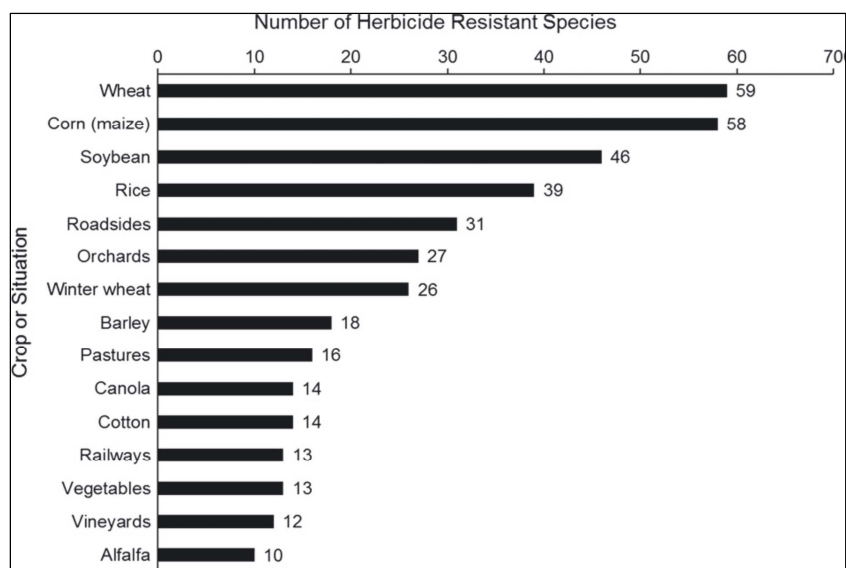 Number of Herbicide Resistant Species
0 10 20 30 40 50 60 70
Crop or Situation
Wheat 59
Corn (maize) 58
Soybean 46
Rice 39
Roadsides 31
Orchards 27
Winter wheat 26
Barley 18
Pastures 16
Canola 14
Cotton 14
Railways 13
Vegetables 13
Vineyards 12
Alfalfa 10